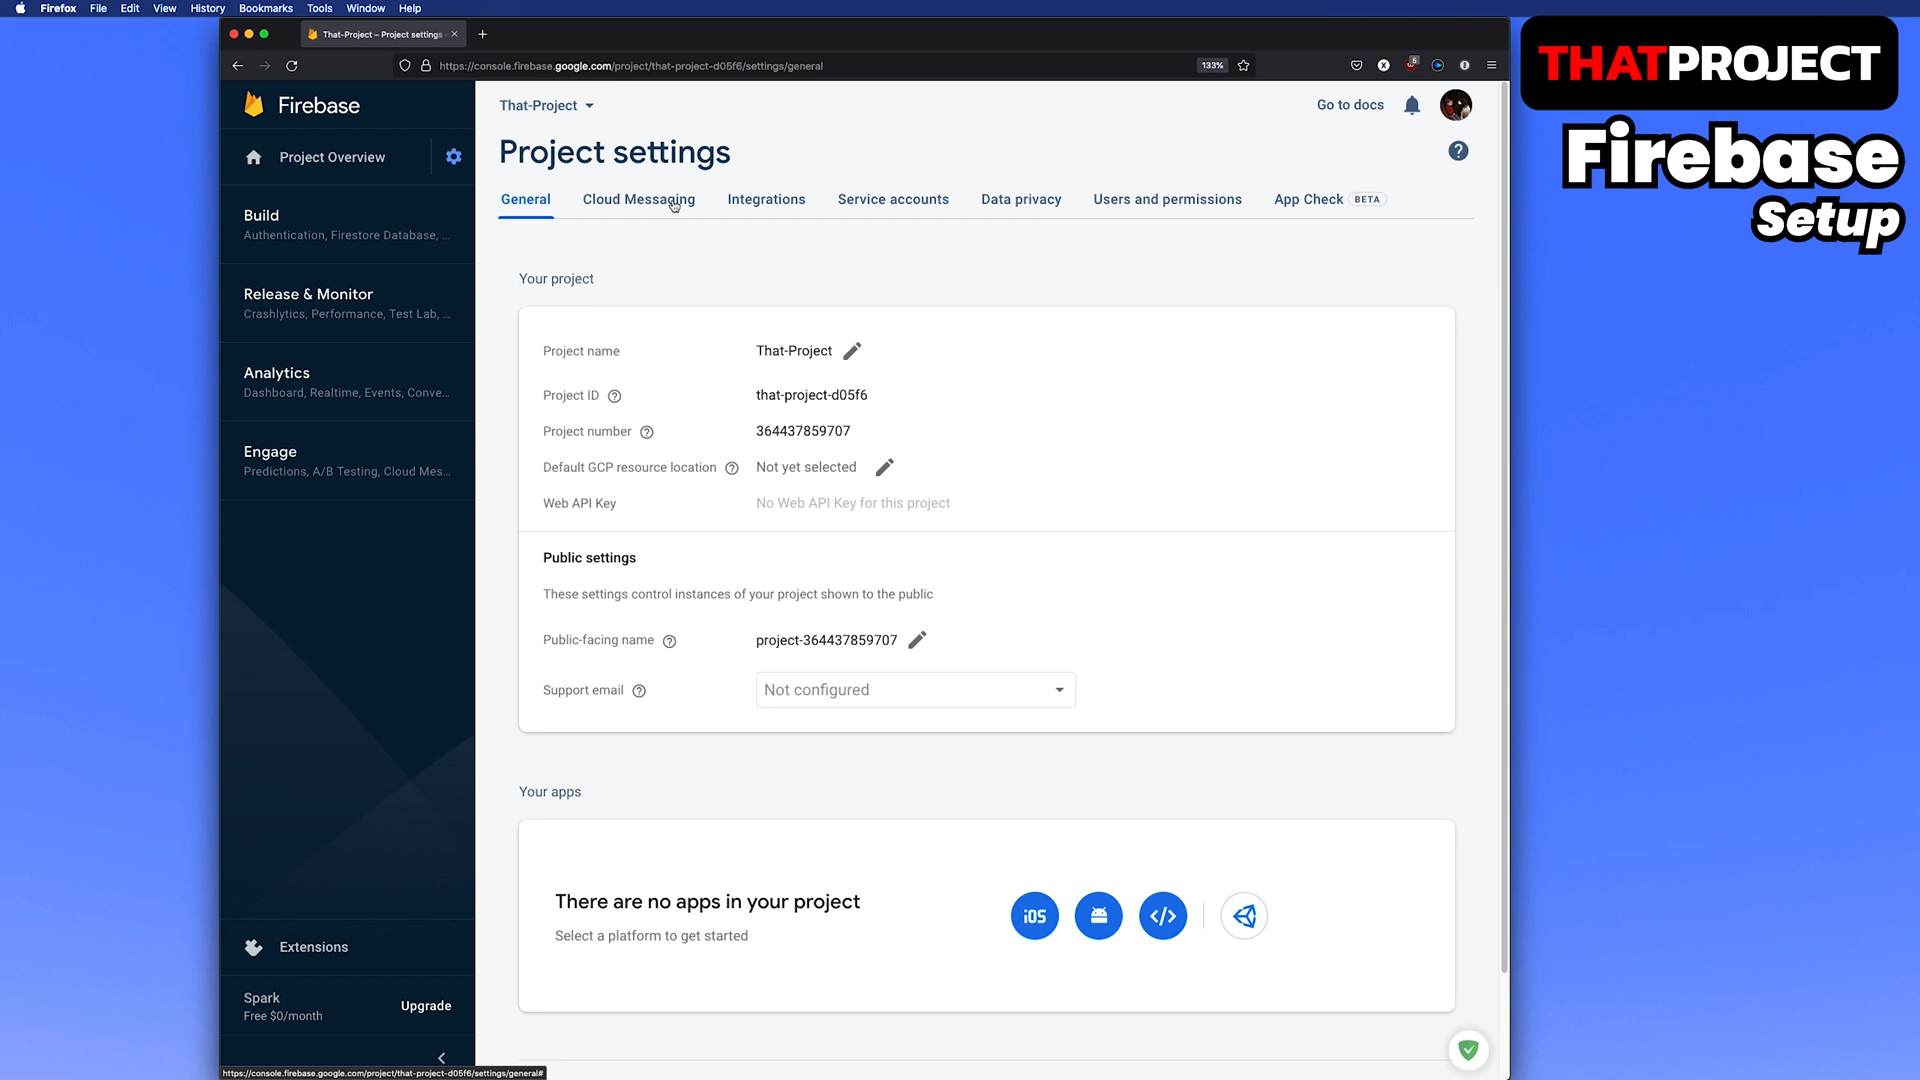 Firefox File Edit View History Bookmarks Tools Window Help
That-Project – Project settings
https://console.firebase.google.com/project/that-project-d05f6/settings/general
133%
THATPROJECT
Firebase
Setup
Firebase
That-Project
Go to docs
Project Overview
Project settings
General Cloud Messaging Integrations Service accounts Data privacy Users and permissions App Check BETA
Build
Authentication, Firestore Database, ...
Release & Monitor
Crashlytics, Performance, Test Lab, ...
Analytics
Dashboard, Realtime, Events, Conve...
Engage
Predictions, A/B Testing, Cloud Mes...
Extensions
Spark
Free $0/month
Upgrade
Your project
Project name That-Project
Project ID that-project-d05f6
Project number 364437859707
Default GCP resource location Not yet selected
Web API Key No Web API Key for this project
Public settings
These settings control instances of your project shown to the public
Public-facing name project-364437859707
Support email Not configured
Your apps
There are no apps in your project
Select a platform to get started
iOS
https://console.firebase.google.com/project/that-project-d05f6/settings/general#